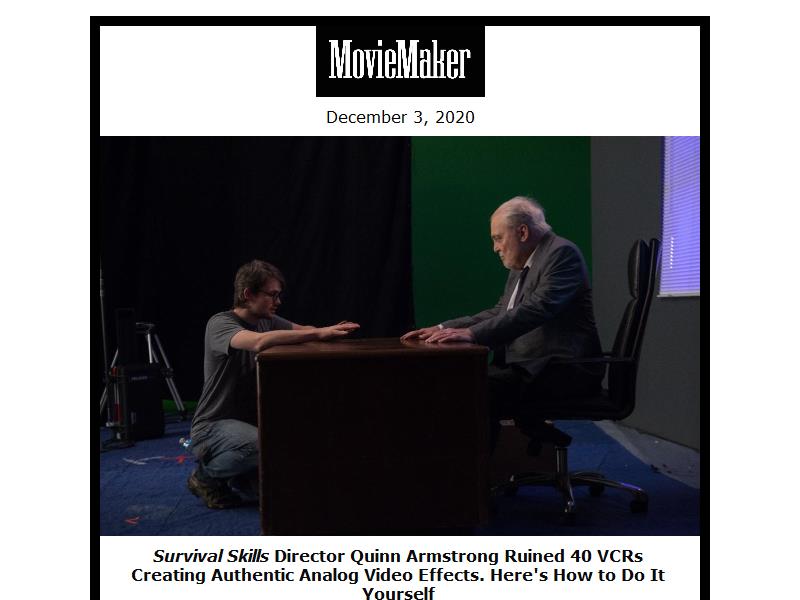 MovieMaker
December 3, 2020
Survival Skills Director Quinn Armstrong Ruined 40 VCRs
Creating Authentic Analog Video Effects. Here's How to Do It
Yourself